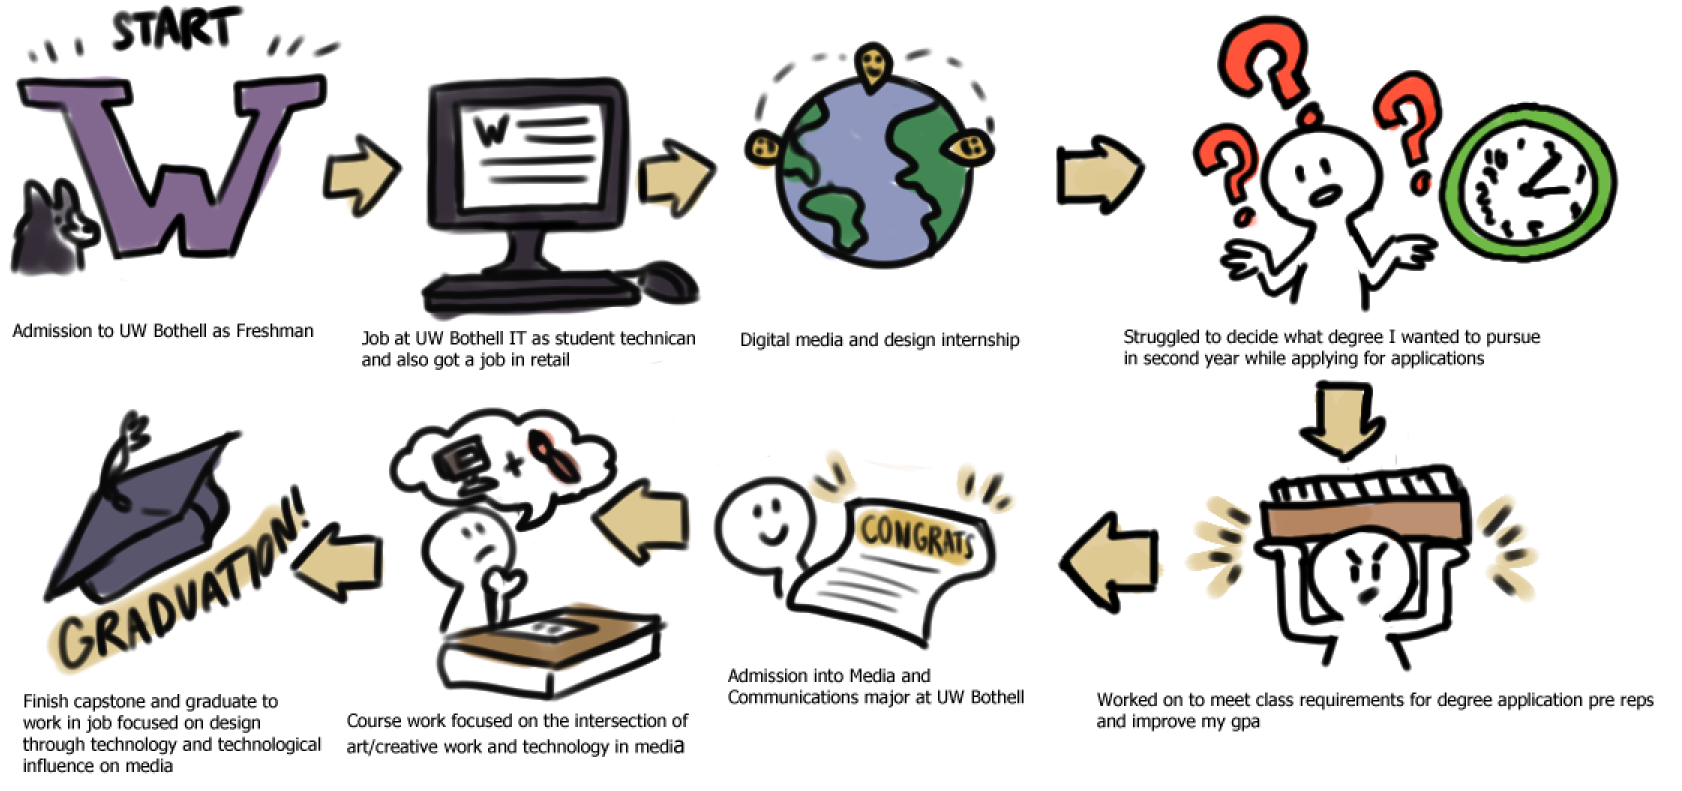 START
W
W
Admission to UW Bothell as Freshman
Job at UW Bothell IT as student technican
and also got a job in retail
Digital media and design internship
? ? ?
Struggled to decide what degree I wanted to pursue
in second year while applying for applications
Worked on to meet class requirements for degree application pre reps
and improve my gpa
CONGRATS
Admission into Media and
Communications major at UW Bothell
+
Course work focused on the intersection of
art/creative work and technology in media
GRADUATION!
Finish capstone and graduate to
work in job focused on design
through technology and technological
influence on media